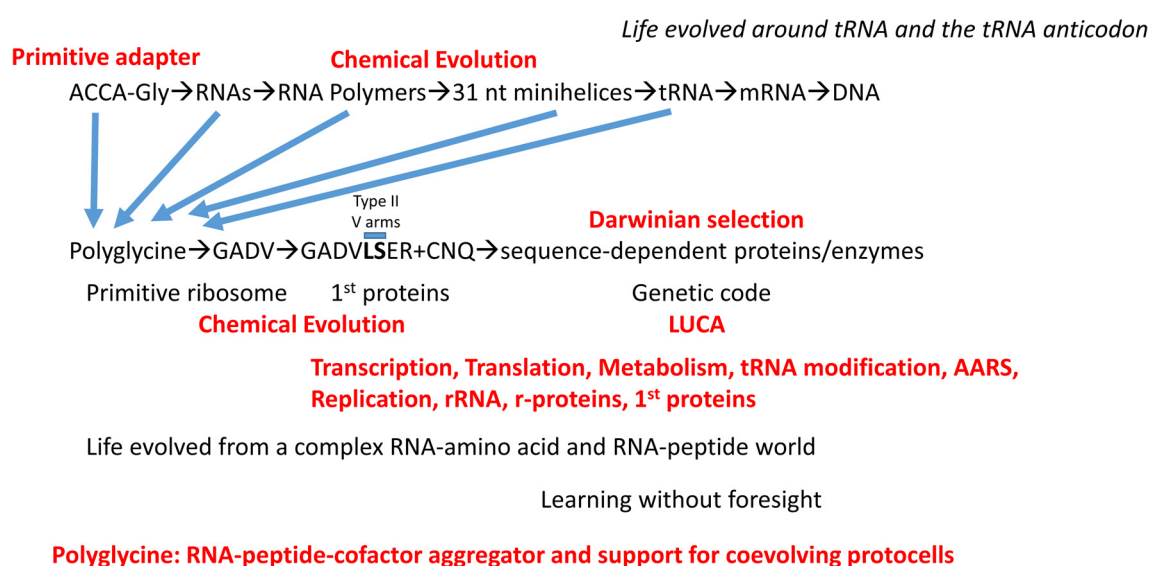 Life evolved around tRNA and the tRNA anticodon
Primitive adapter
Chemical Evolution
ACCA-Gly→RNAs→RNA Polymers→31 nt minihelices→tRNA→mRNA→DNA
Type II
V arms
Darwinian selection
Polyglycine→GADV→GADVLSER+CNQ→sequence-dependent proteins/enzymes
Primitive ribosome
1st proteins
Genetic code
Chemical Evolution
LUCA
Transcription, Translation, Metabolism, tRNA modification, AARS,
Replication, rRNA, r-proteins, 1st proteins
Life evolved from a complex RNA-amino acid and RNA-peptide world
Learning without foresight
Polyglycine: RNA-peptide-cofactor aggregator and support for coevolving protocells